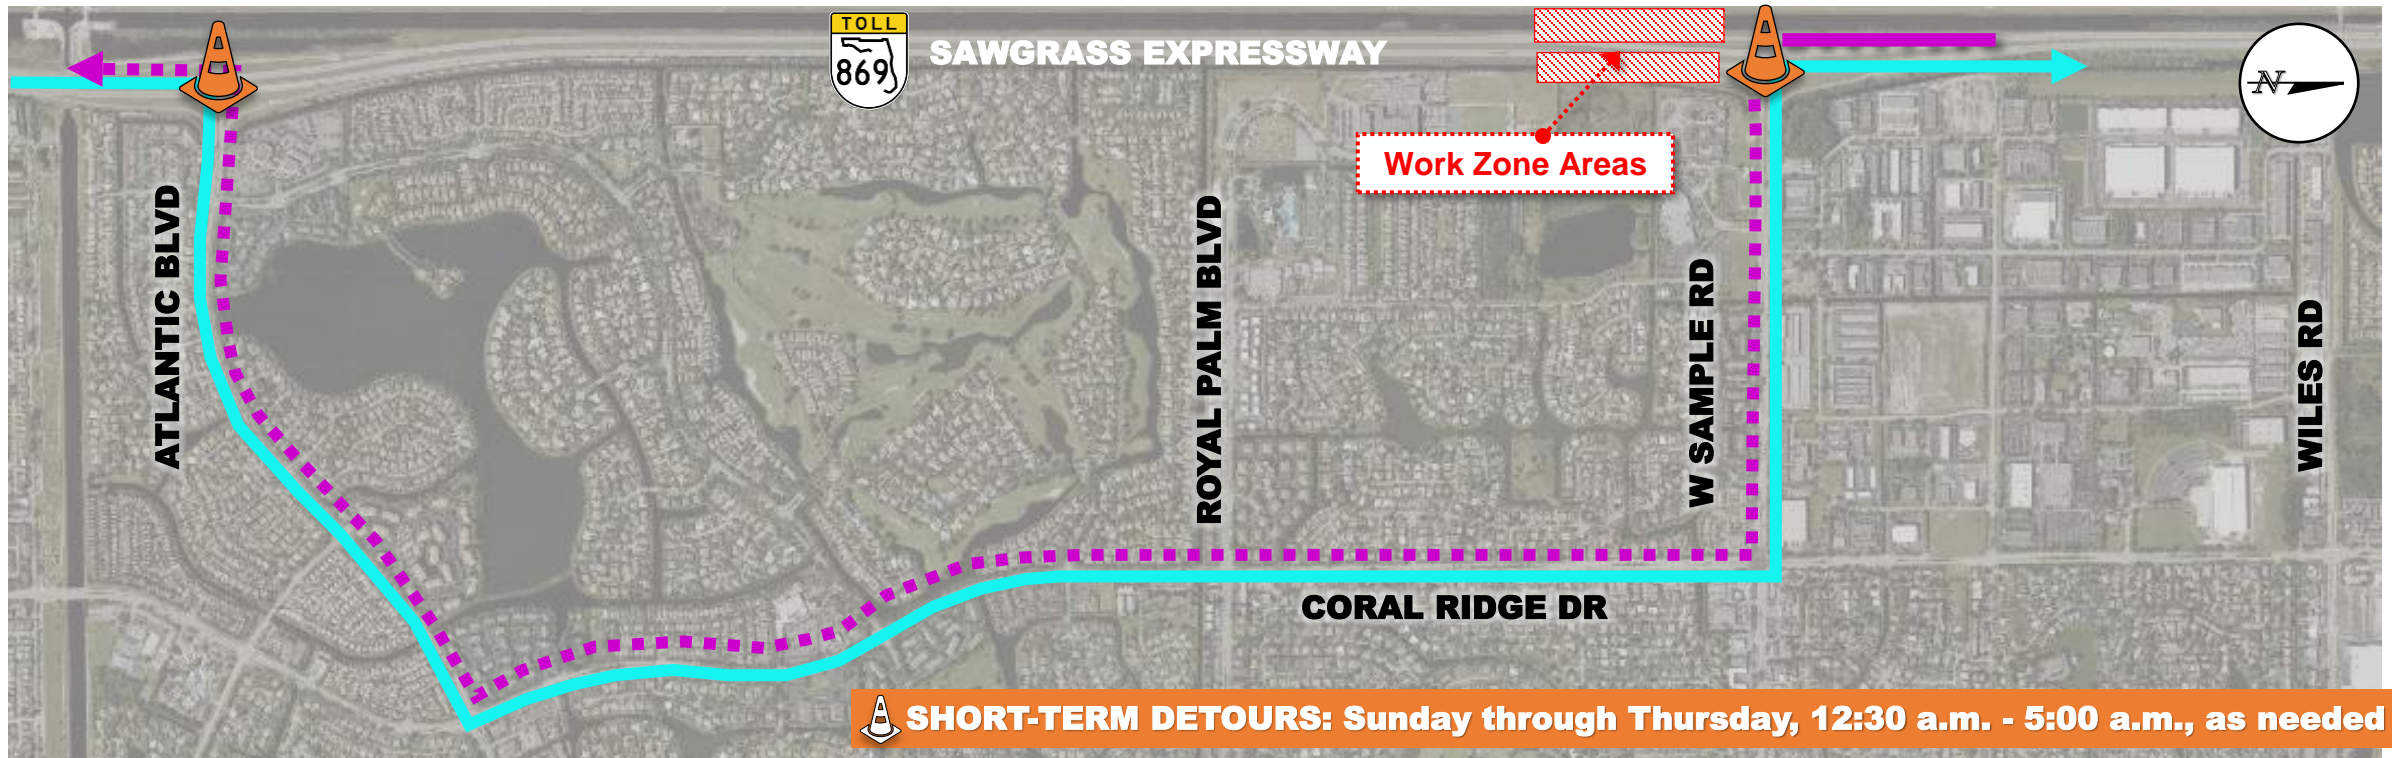 TOLL
869
SAWGRASS EXPRESSWAY
N
Work Zone Areas
ATLANTIC BLVD
ROYAL PALM BLVD
W SAMPLE RD
WILES RD
CORAL RIDGE DR
SHORT-TERM DETOURS: Sunday through Thursday, 12:30 a.m. - 5:00 a.m., as needed